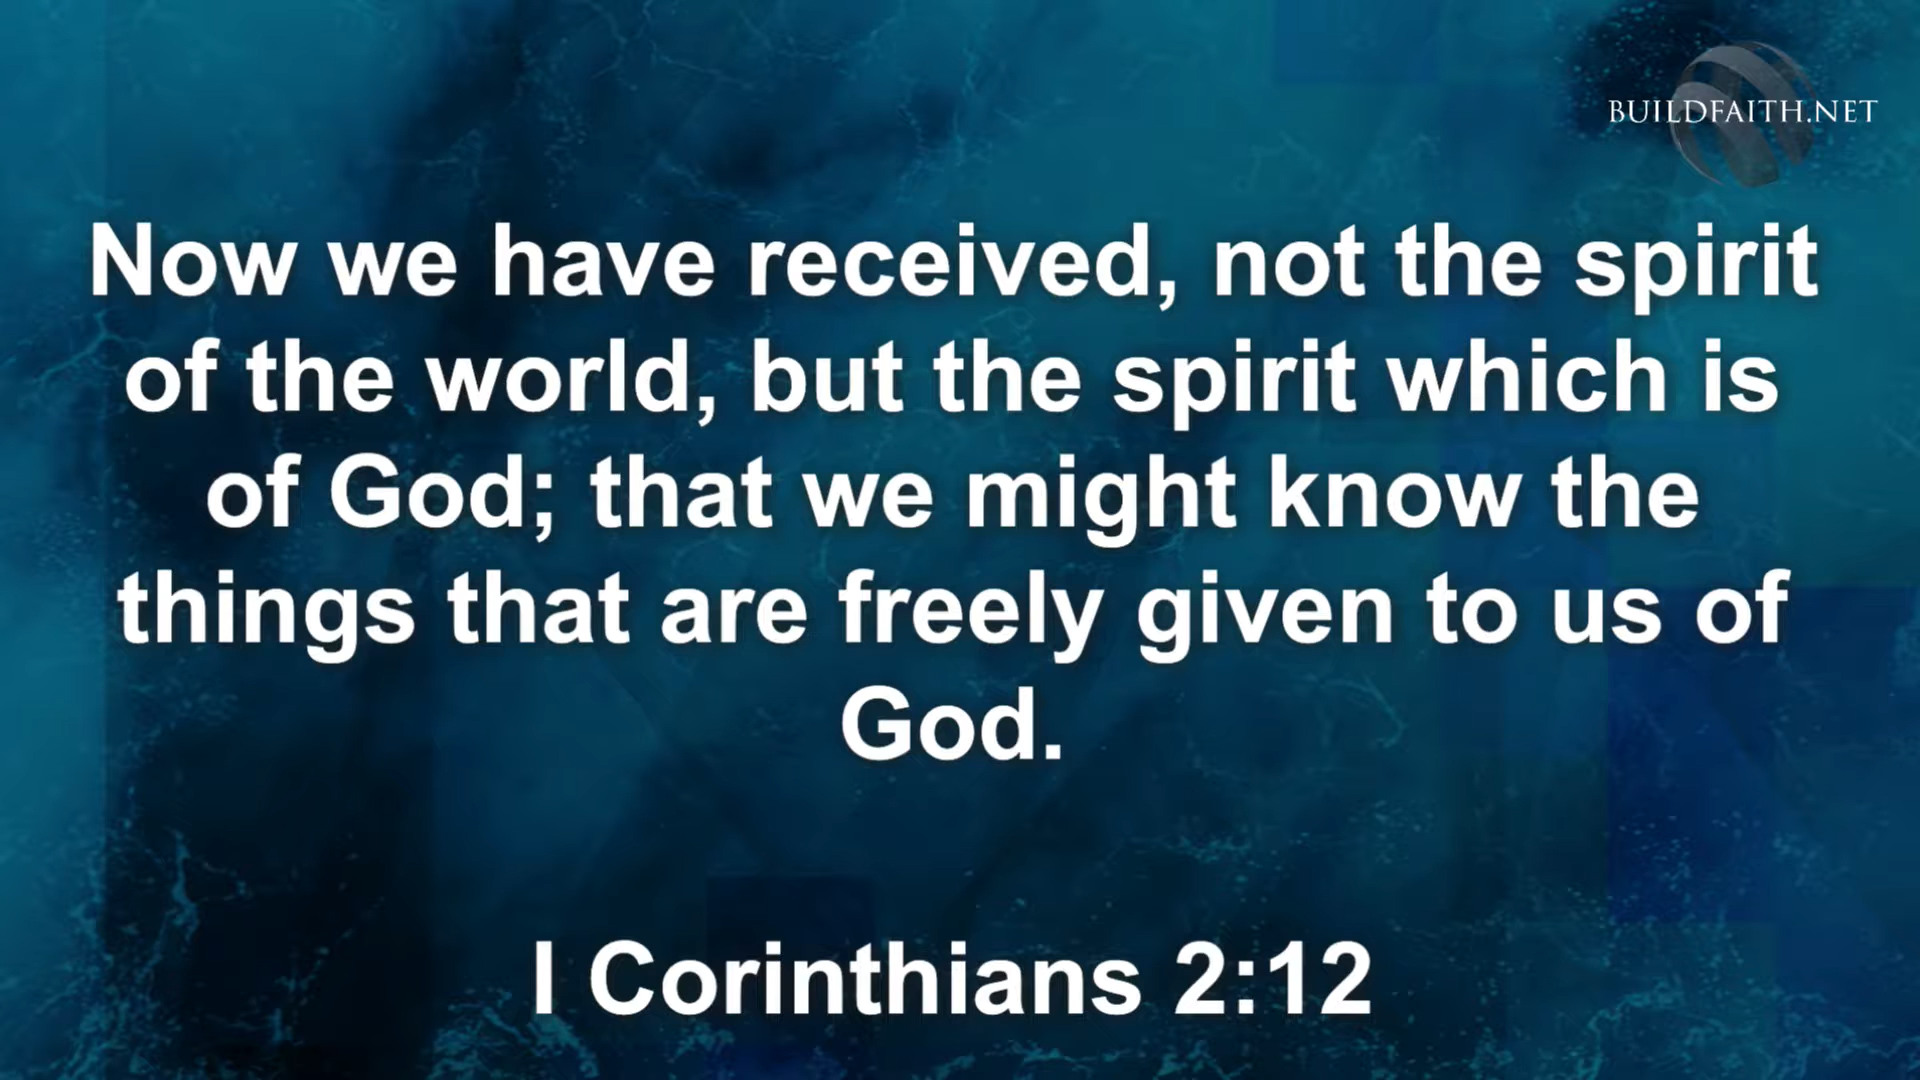 BUILDFAITH.NET
Now we have received, not the spirit
of the world, but the spirit which is
of God; that we might know the
things that are freely given to us of
God.
I Corinthians 2:12